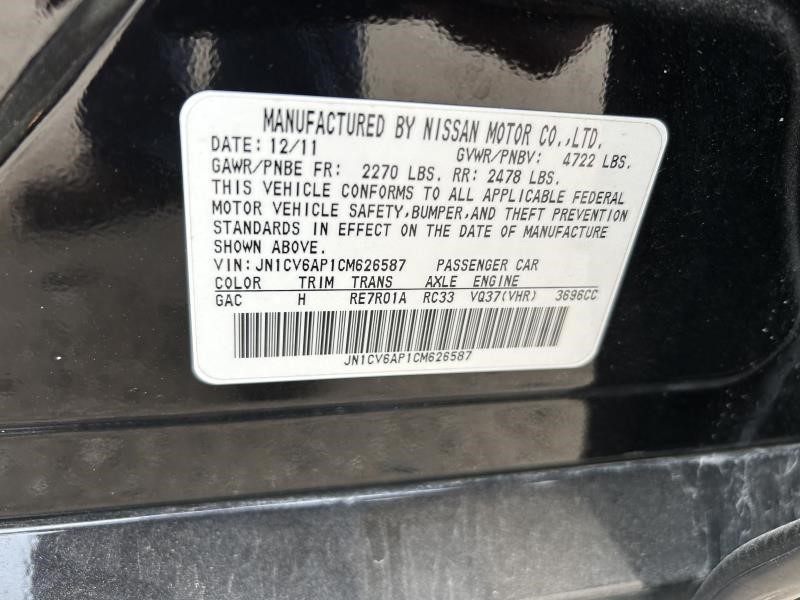 MANUFACTURED BY NISSAN MOTOR CO.,LTD.
DATE: 12/11 GVWR/PNBV: 4722 LBS.
GAWR/PNBE FR: 2270 LBS. RR: 2478 LBS.
THIS VEHICLE CONFORMS TO ALL APPLICABLE FEDERAL
MOTOR VEHICLE SAFETY,BUMPER,AND THEFT PREVENTION
STANDARDS IN EFFECT ON THE DATE OF MANUFACTURE
SHOWN ABOVE.
VIN:JN1CV6AP1CM626587 PASSENGER CAR
COLOR TRIM TRANS AXLE ENGINE
GAC H RE7R01A RC33 VQ37(VHR) 3696CC
JN1CV6AP1CM626587